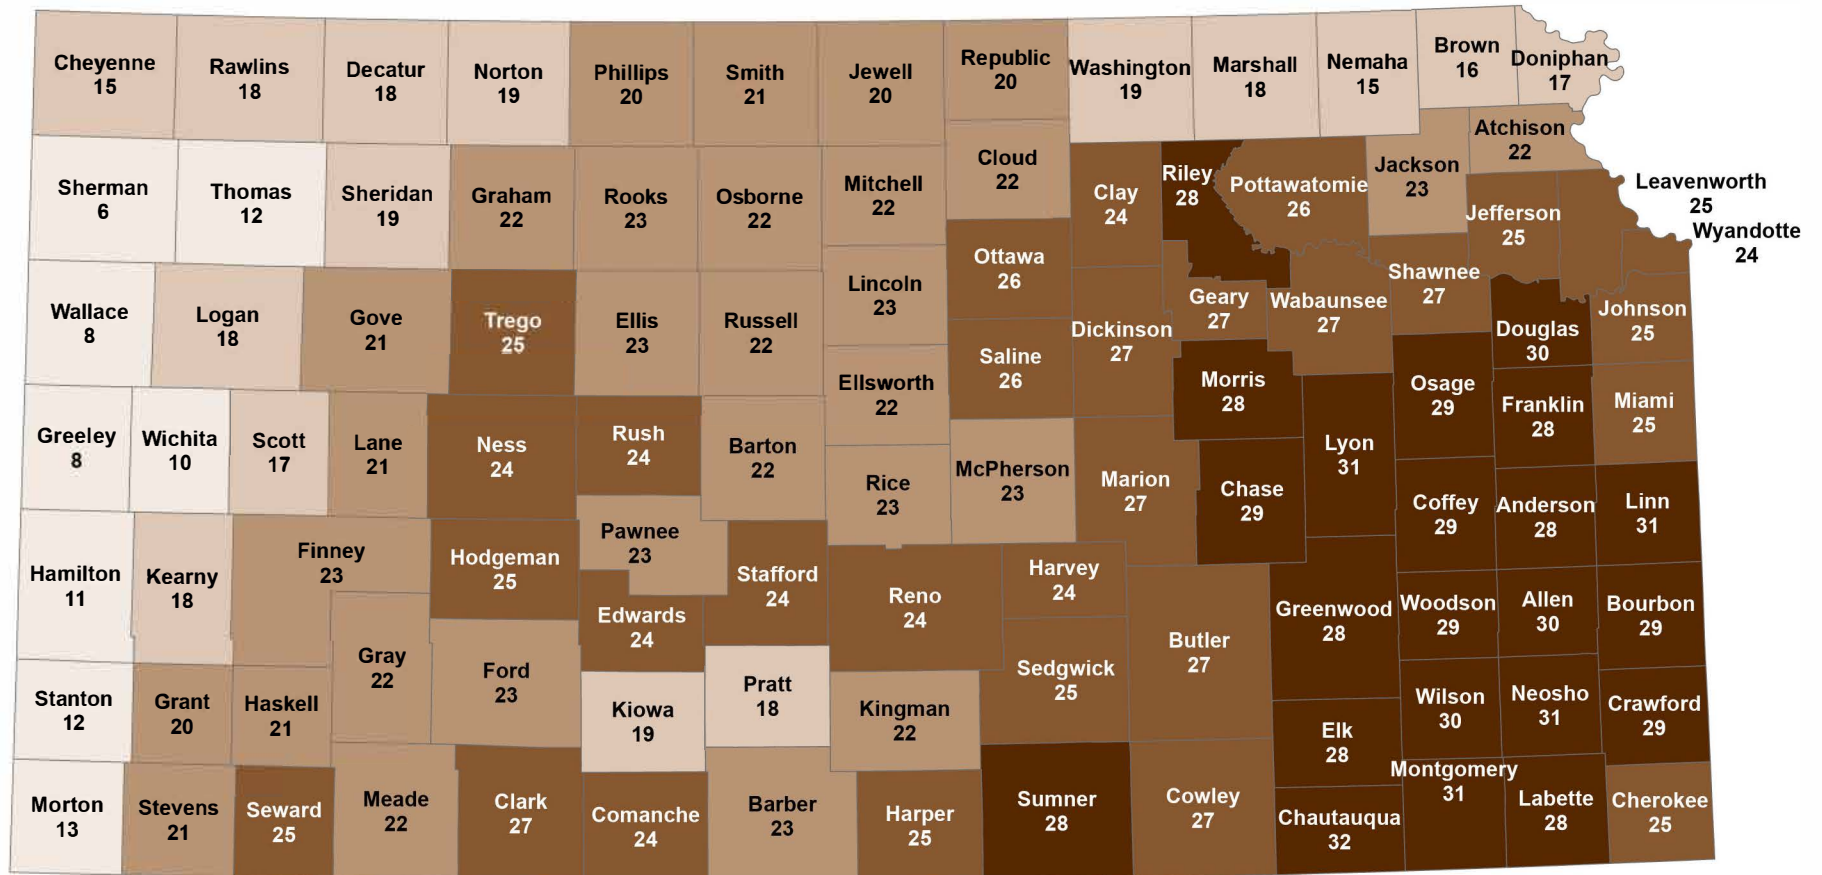 Cheyenne
15
Rawlins
18
Decatur
18
Norton
19
Phillips
20
Smith
21
Jewell
20
Republic
20
Washington
19
Marshall
18
Nemaha
15
Brown
16
Doniphan
17
Sherman
6
Thomas
12
Sheridan
19
Graham
22
Rooks
23
Osborne
22
Mitchell
22
Cloud
22
Clay
24
Riley
28
Pottawatomie
26
Jackson
23
Atchison
22
Jefferson
25
Leavenworth
25
Wyandotte
24
Wallace
8
Logan
18
Gove
21
Trego
25
Ellis
23
Russell
22
Lincoln
23
Ottawa
26
Saline
26
Dickinson
27
Geary
27
Wabaunsee
27
Shawnee
27
Douglas
30
Johnson
25
Greeley
8
Wichita
10
Scott
17
Lane
21
Ness
24
Rush
24
Barton
22
Ellsworth
22
Rice
23
McPherson
23
Marion
27
Morris
28
Chase
29
Lyon
31
Osage
29
Franklin
28
Miami
25
Coffey
29
Anderson
28
Linn
31
Hamilton
11
Kearny
18
Finney
23
Hodgeman
25
Pawnee
23
Edwards
24
Stafford
24
Reno
24
Harvey
24
Sedgwick
25
Butler
27
Greenwood
28
Woodson
29
Allen
30
Bourbon
29
Stanton
12
Grant
20
Haskell
21
Gray
22
Ford
23
Kiowa
19
Pratt
18
Kingman
22
Elk
28
Wilson
30
Neosho
31
Crawford
29
Morton
13
Stevens
21
Seward
25
Meade
22
Clark
27
Comanche
24
Barber
23
Harper
25
Sumner
28
Cowley
27
Chautauqua
32
Montgomery
31
Labette
28
Cherokee
25